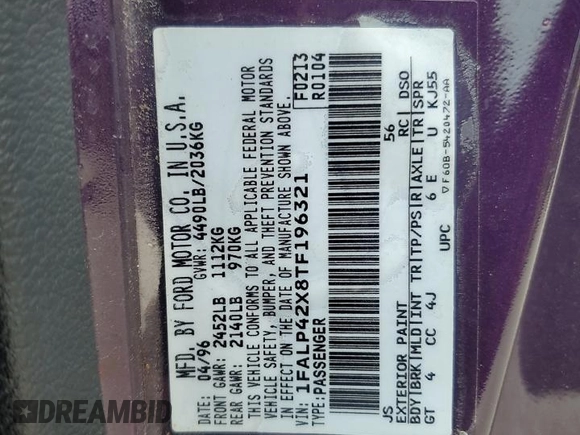 MFD. BY FORD MOTOR CO. IN U.S.A.
04/96 GVWR: 4490LB/2036KG
FRONT GAWR: 2452LB 1112KG
REAR GAWR: 2140LB 970KG
THIS VEHICLE CONFORMS TO ALL APPLICABLE FEDERAL MOTOR
VEHICLE SAFETY, BUMPER, AND THEFT PREVENTION STANDARDS
IN EFFECT ON THE DATE OF MANUFACTURE SHOWN ABOVE.
VIN: 1FALP42X8TF196321 F0213
TYPE: PASSENGER R0104
JS 56
EXTERIOR PAINT RC DSO
BDY BRK MLD INT TR TP/PS R AXLE TR SPR
GT 4 CC 4J 6 E U KJ55
UPC ▽F60B-5420472-AA
DREAMBID